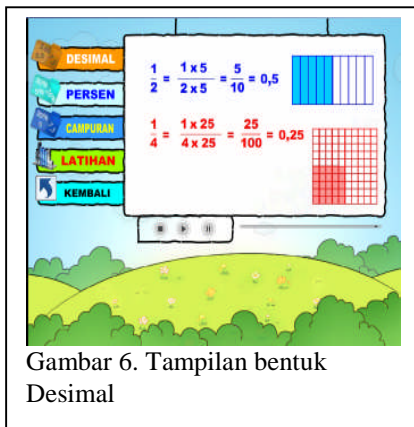 DESIMAL
PERSEN
CAMPURAN
LATIHAN
KEMBALI
1/2 = 1 x 5 / 2 x 5 = 5/10 = 0,5
1/4 = 1 x 25 / 4 x 25 = 25/100 = 0,25
Gambar 6. Tampilan bentuk
Desimal